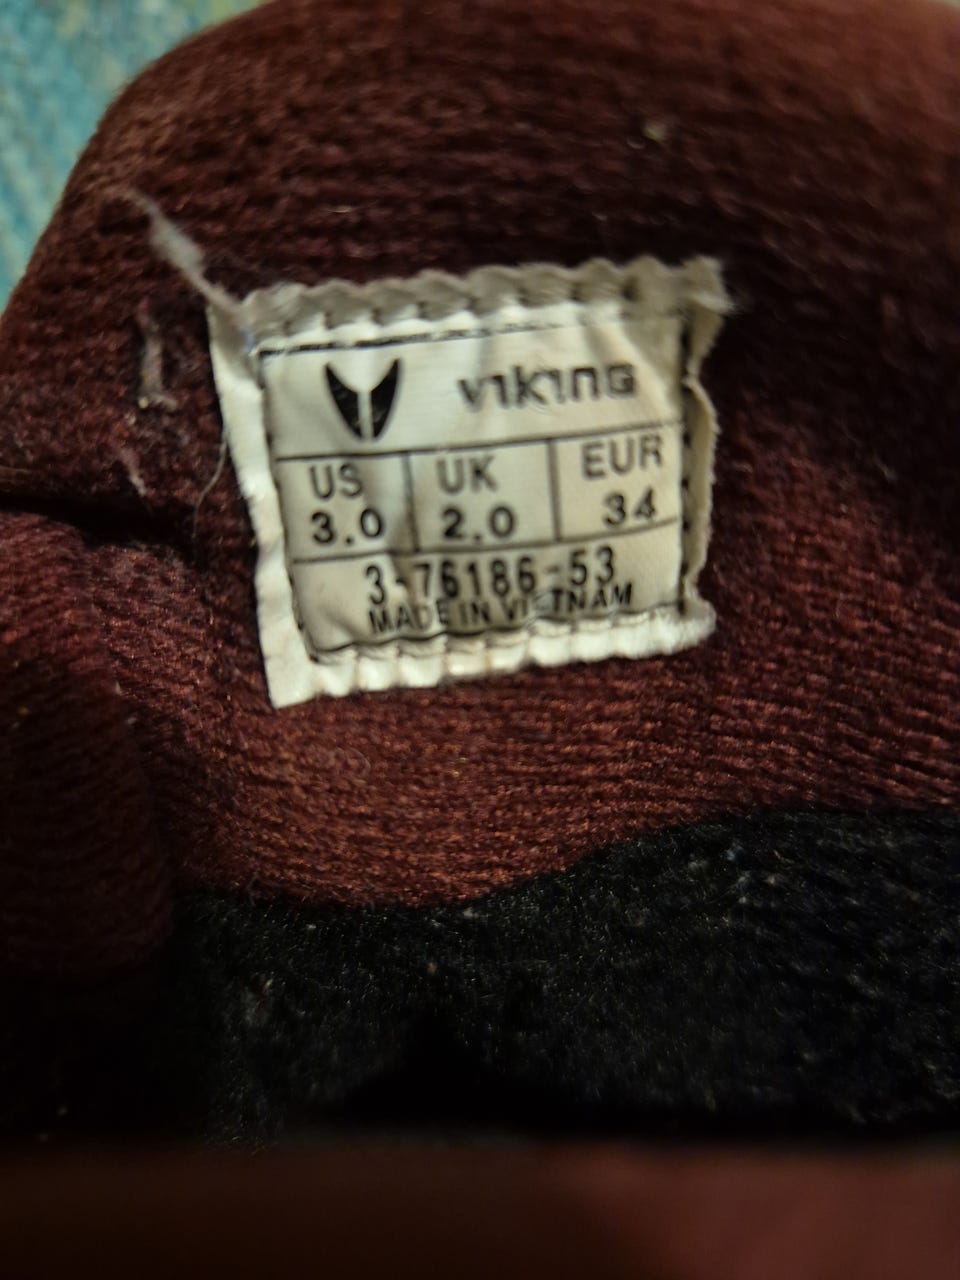 viking
US UK EUR
3.0 2.0 34
3-76186-53
MADE IN VIETNAM